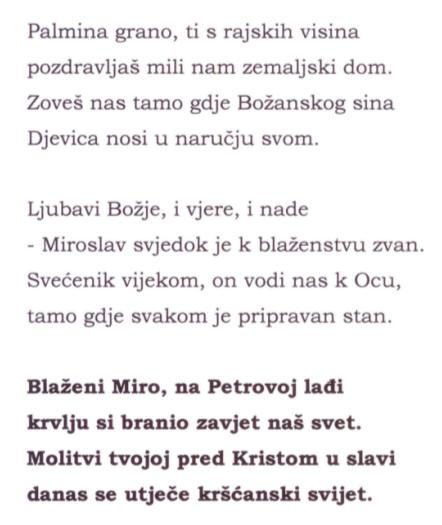 Palmina grano, ti s rajskih visina
pozdravljaš mili nam zemaljski dom.
Zoveš nas tamo gdje Božanskog sina
Djevica nosi u naručju svom.

Ljubavi Božje, i vjere, i nade
- Miroslav svjedok je k blaženstvu zvan.
Svećenik vijekom, on vodi nas k Ocu,
tamo gdje svakom je pripravan stan.

Blaženi Miro, na Petrovoj lađi
krvlju si branio zavjet naš svet.
Molitvi tvojoj pred Kristom u slavi
danas se utječe kršćanski svijet.